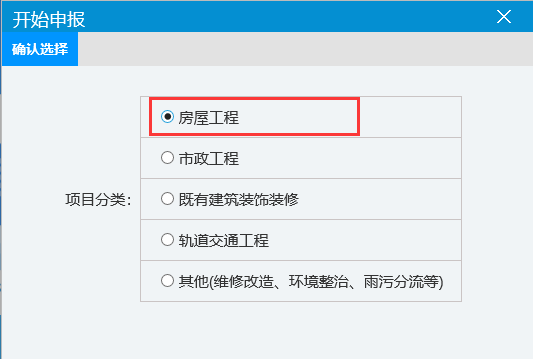 开始申报
确认选择
房屋工程
市政工程
项目分类:
既有建筑装饰装修
轨道交通工程
其他(维修改造、环境整治、雨污分流等)